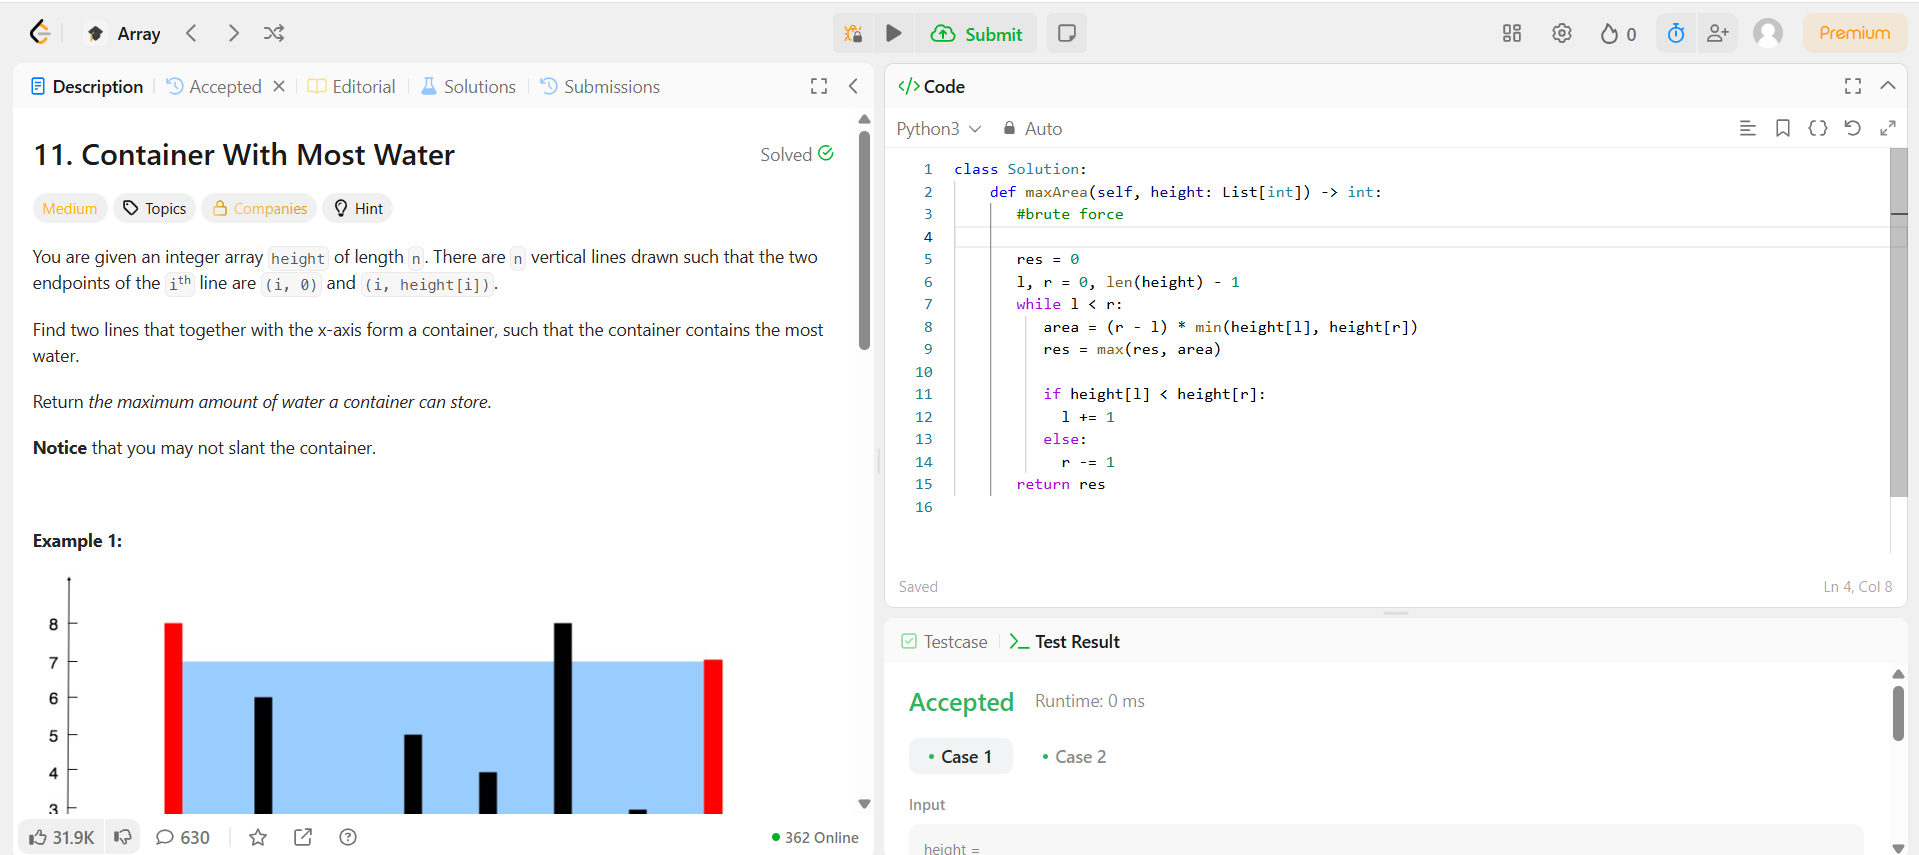 Array
Submit
0
Premium
Description
Accepted
Editorial
Solutions
Submissions
11. Container With Most Water
Solved
Medium
Topics
Companies
Hint
You are given an integer array height of length n. There are n vertical lines drawn such that the two
endpoints of the iᵗʰ line are (i, 0) and (i, height[i]).
Find two lines that together with the x-axis form a container, such that the container contains the most
water.
Return the maximum amount of water a container can store.
Notice that you may not slant the container.
Example 1:
8
7
6
5
4
3
31.9K
630
362 Online
</> Code
Python3
Auto
1 class Solution:
2     def maxArea(self, height: List[int]) -> int:
3        #brute force
4
5        res = 0
6        l, r = 0, len(height) - 1
7        while l < r:
8           area = (r - l) * min(height[l], height[r])
9           res = max(res, area)
10
11           if height[l] < height[r]:
12             l += 1
13           else:
14             r -= 1
15        return res
16
Saved
Ln 4, Col 8
Testcase
>_ Test Result
Accepted
Runtime: 0 ms
• Case 1
• Case 2
Input
height =